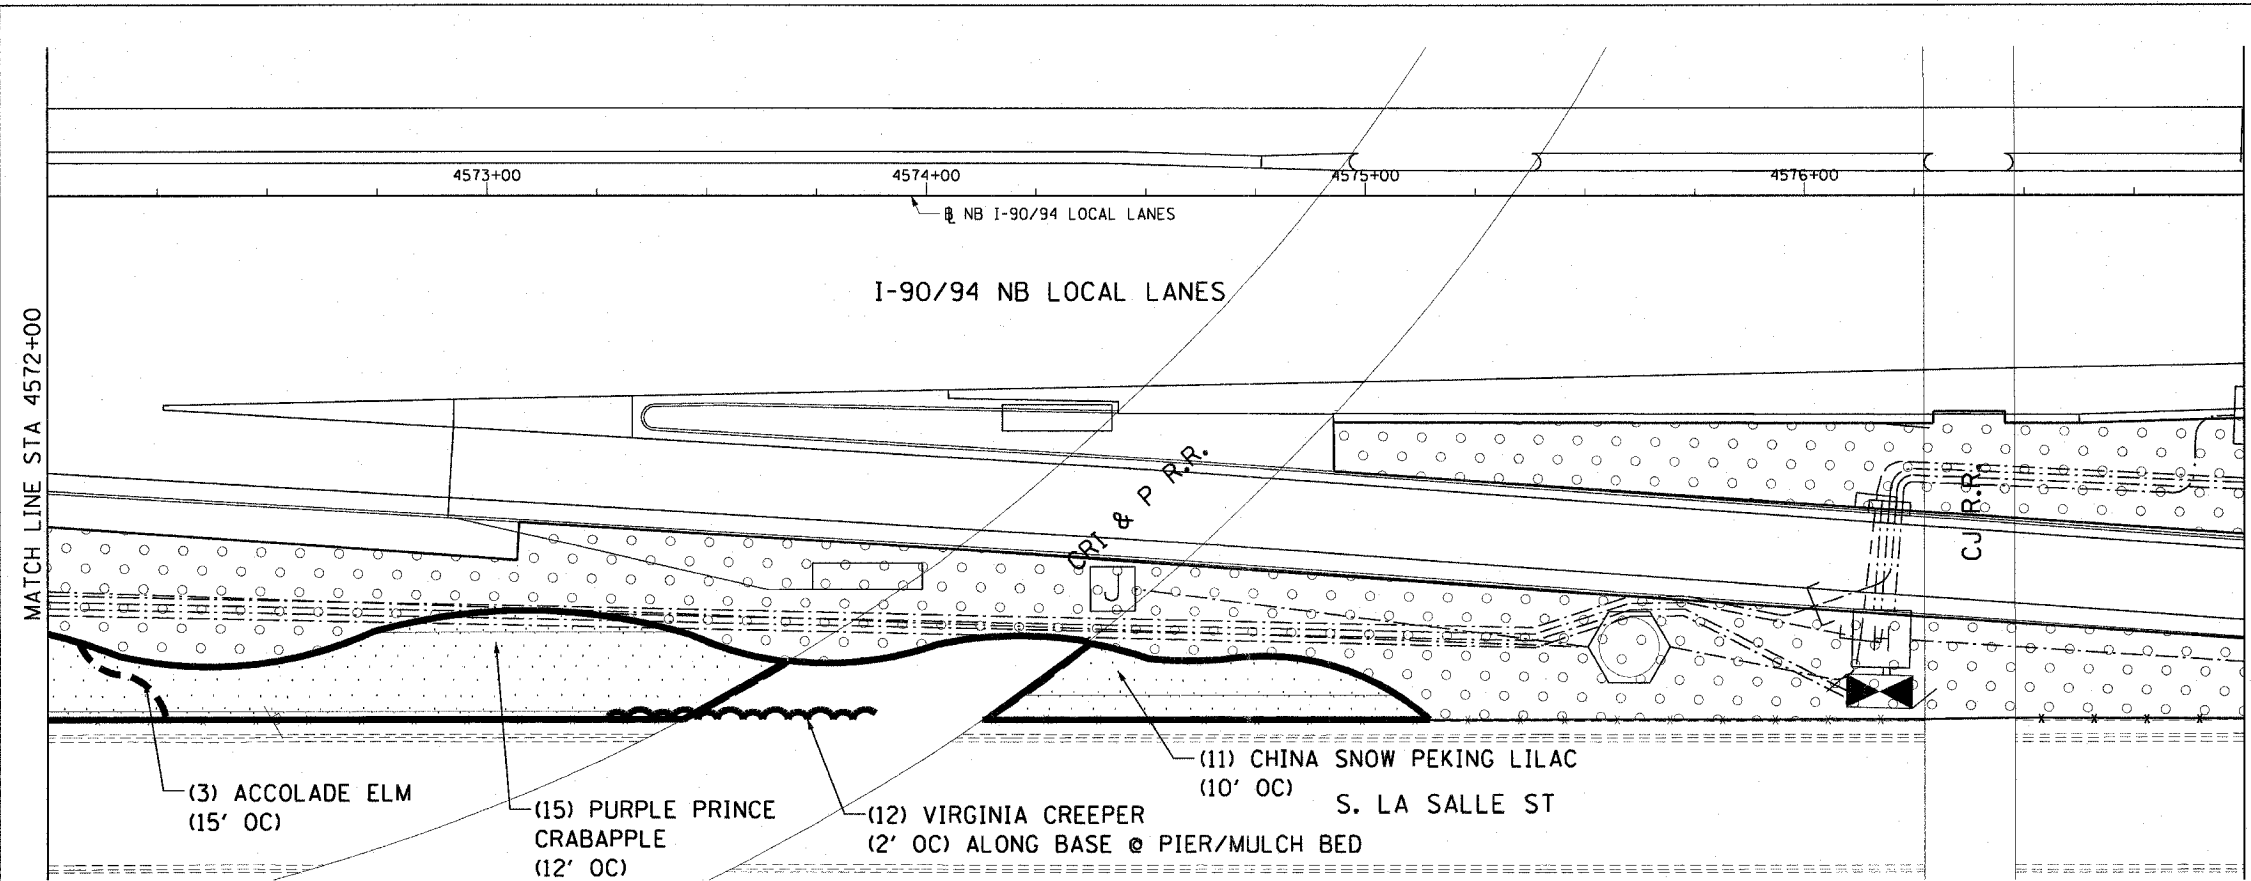 4573+00
4574+00
4575+00
4576+00
℄ NB I-90/94 LOCAL LANES
I-90/94 NB LOCAL LANES
MATCH LINE STA 4572+00
CRI & P R.R.
CJ R.R.
J
(3) ACCOLADE ELM
(15' OC)
(15) PURPLE PRINCE
CRABAPPLE
(12' OC)
(12) VIRGINIA CREEPER
(2' OC) ALONG BASE @ PIER/MULCH BED
(11) CHINA SNOW PEKING LILAC
(10' OC)
S. LA SALLE ST